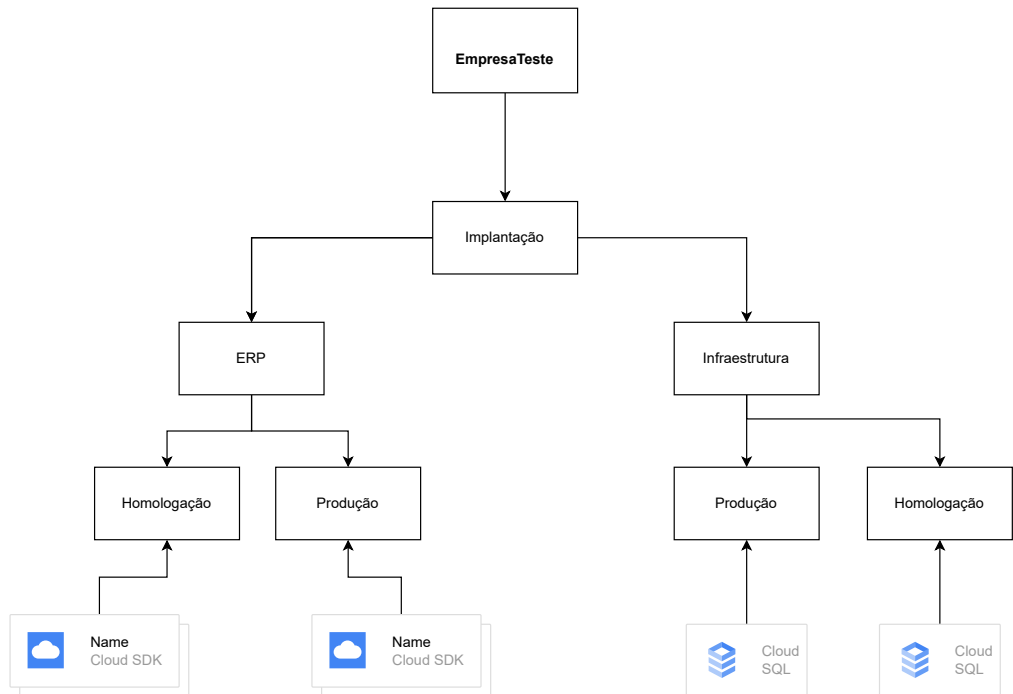 EmpresaTeste
Implantação
ERP
Infraestrutura
Homologação
Produção
Produção
Homologação
Name
Cloud SDK
Name
Cloud SDK
Cloud
SQL
Cloud
SQL